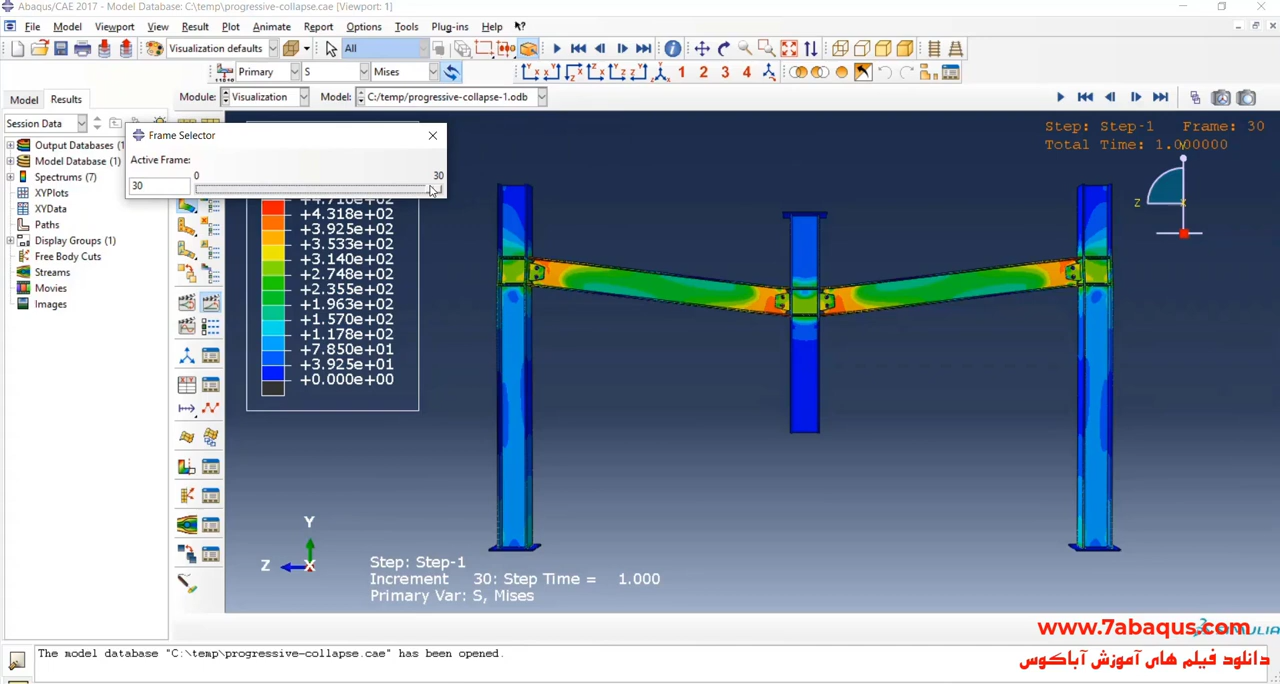 Abaqus/CAE 2017 - Model Database: C:\temp\progressive-collapse.cae [Viewport: 1]
File Model Viewport View Result Plot Animate Report Options Tools Plug-ins Help
Visualization defaults All
Primary S Mises 1 2 3 4
Model Results Module: Visualization Model: C:/temp/progressive-collapse-1.odb
Session Data
Frame Selector
Active Frame:
0 30
30
Output Databases (1
Model Database (1)
Spectrums (7)
XYPlots
XYData
Paths
Display Groups (1)
Free Body Cuts
Streams
Movies
Images
Step: Step-1 Frame: 30
Total Time: 1.000000
Y
Z
+4.318e+02
+3.925e+02
+3.533e+02
+3.140e+02
+2.748e+02
+2.355e+02
+1.963e+02
+1.570e+02
+1.178e+02
+7.850e+01
+3.925e+01
+0.000e+00
Y
Z X
Step: Step-1
Increment 30: Step Time = 1.000
Primary Var: S, Mises
www.7abaqus.com
دانلود فیلم های آموزش آباکوس
The model database "C:\temp\progressive-collapse.cae" has been opened.